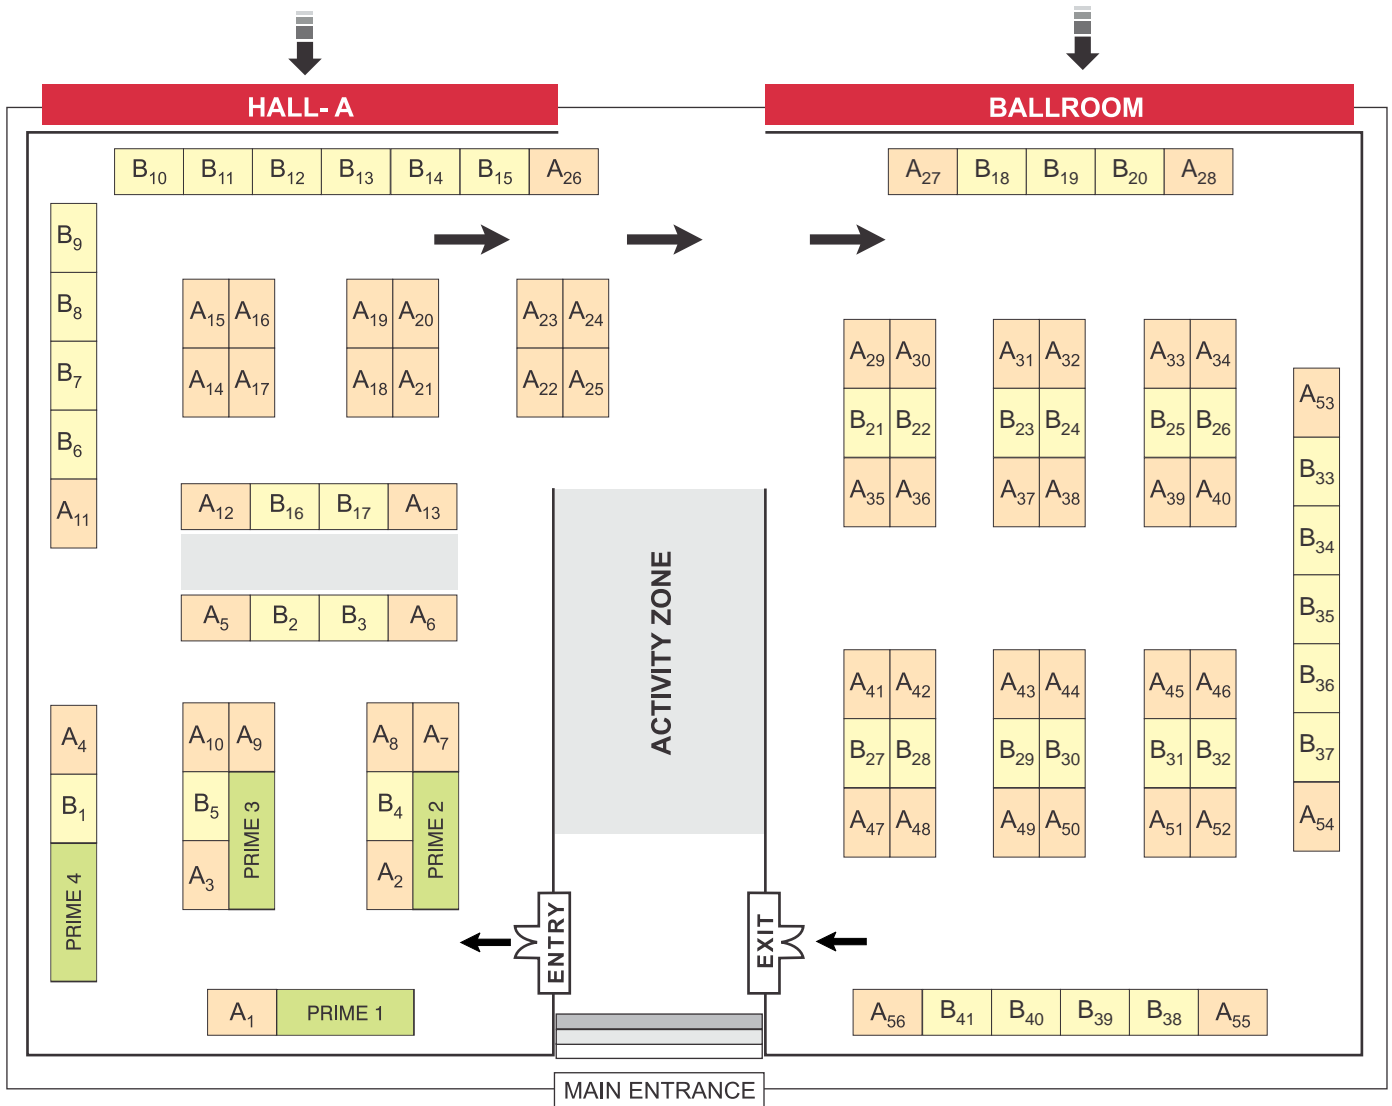 HALL- A
BALLROOM
B10 B11 B12 B13 B14 B15 A26
A27 B18 B19 B20 A28
B9
B8
B7
B6
A11
A15 A16
A14 A17
A19 A20
A18 A21
A23 A24
A22 A25
A29 A30
B21 B22
A35 A36
A31 A32
B23 B24
A37 A38
A33 A34
B25 B26
A39 A40
A53
B33
B34
B35
B36
B37
A54
A12 B16 B17 A13
A5 B2 B3 A6
ACTIVITY ZONE
A41 A42
B27 B28
A47 A48
A43 A44
B29 B30
A49 A50
A45 A46
B31 B32
A51 A52
A4
B1
PRIME 4
A10 A9
B5
A3
PRIME 3
A8 A7
B4
A2
PRIME 2
ENTRY
EXIT
A1 PRIME 1
A56 B41 B40 B39 B38 A55
MAIN ENTRANCE